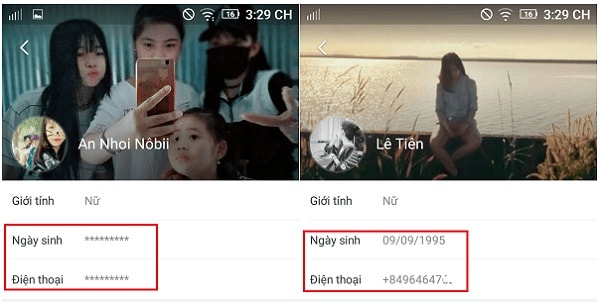 16 3:29 CH
An Nhoi Nôbii
Giới tính Nữ
Ngày sinh *********
Điện thoại *********
16 3:29 CH
Lê Tiên
Giới tính Nữ
Ngày sinh 09/09/1995
Điện thoại +84964647